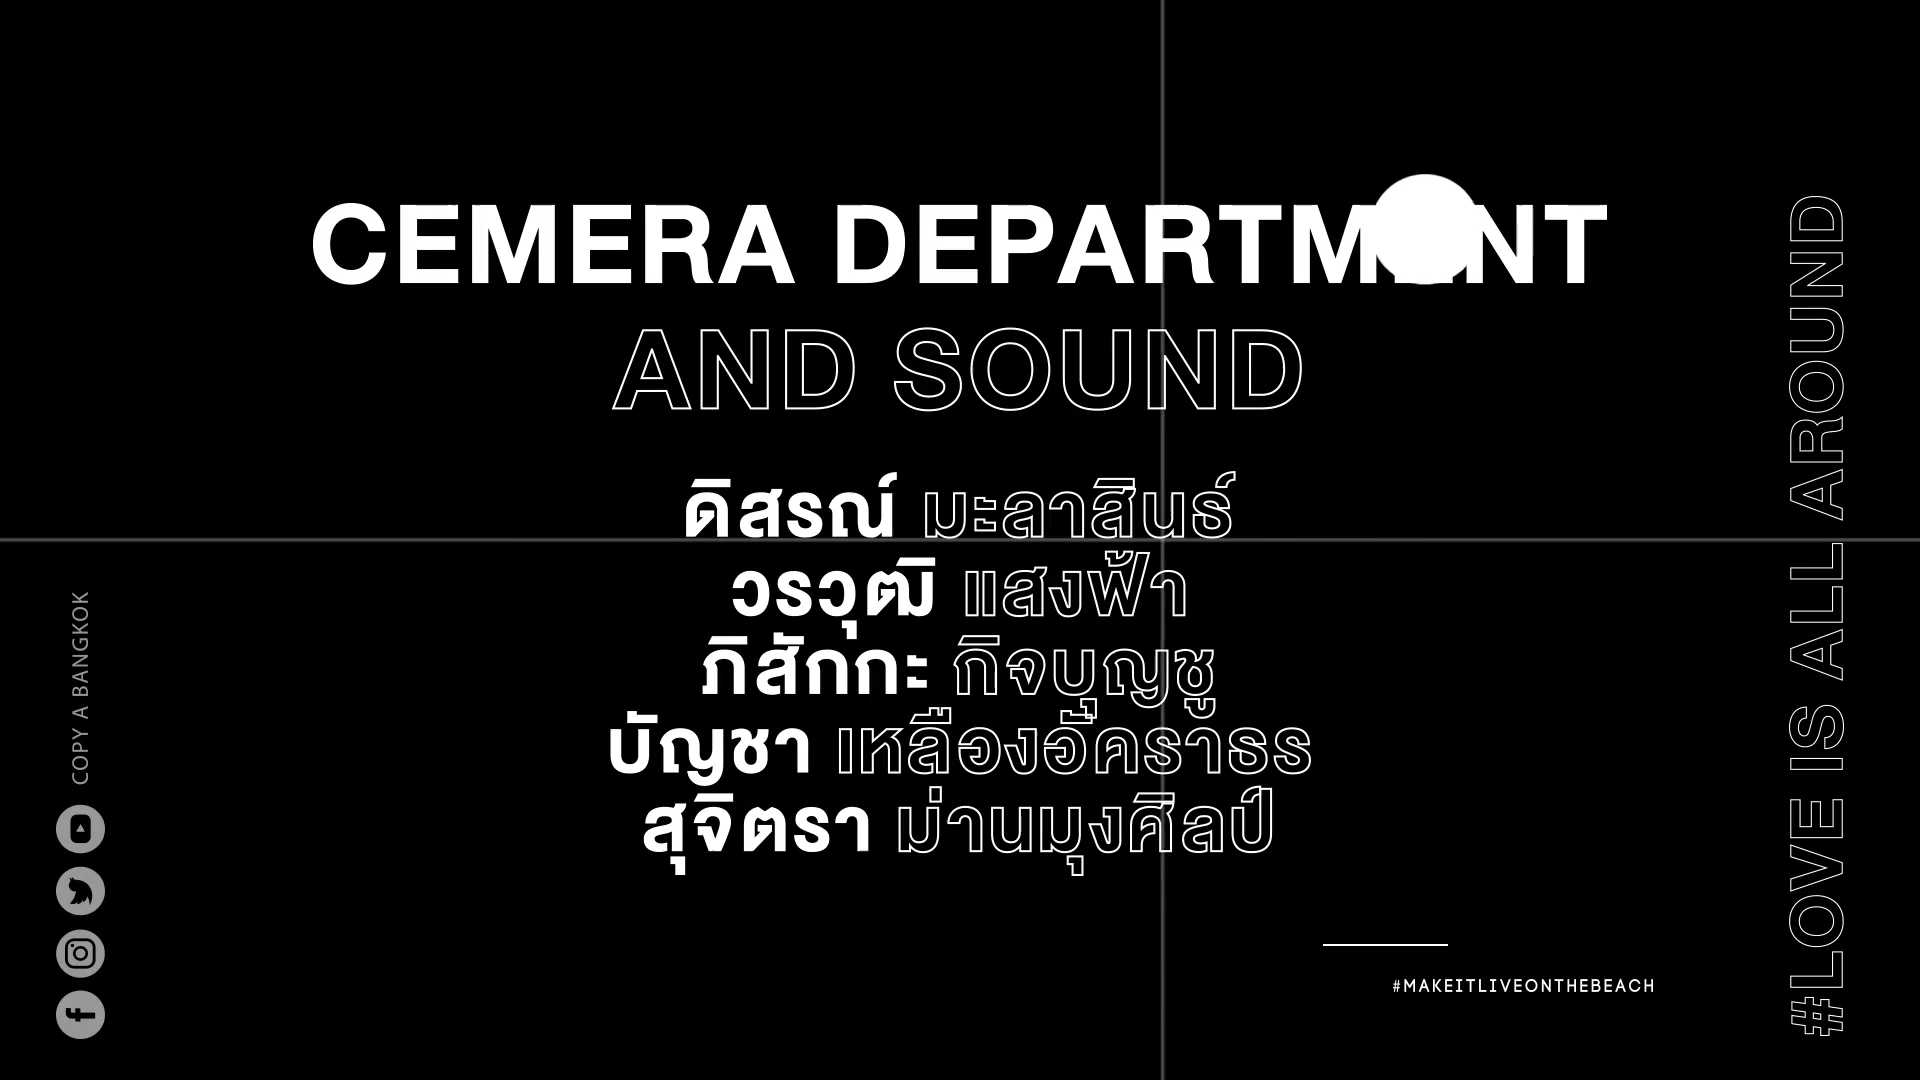 CEMERA DEPARTMENT
AND SOUND
ดิสรณ์ มะลาสินธ์
วรวุฒิ แสงฟ้า
ภิสักกะ กิจบุญชู
บัญชา เหลืองอัคราธร
สุจิตรา ม่านมุงศิลป์
#MAKEITLIVEONTHEBEACH
COPY A BANGKOK
#LOVE IS ALL AROUND